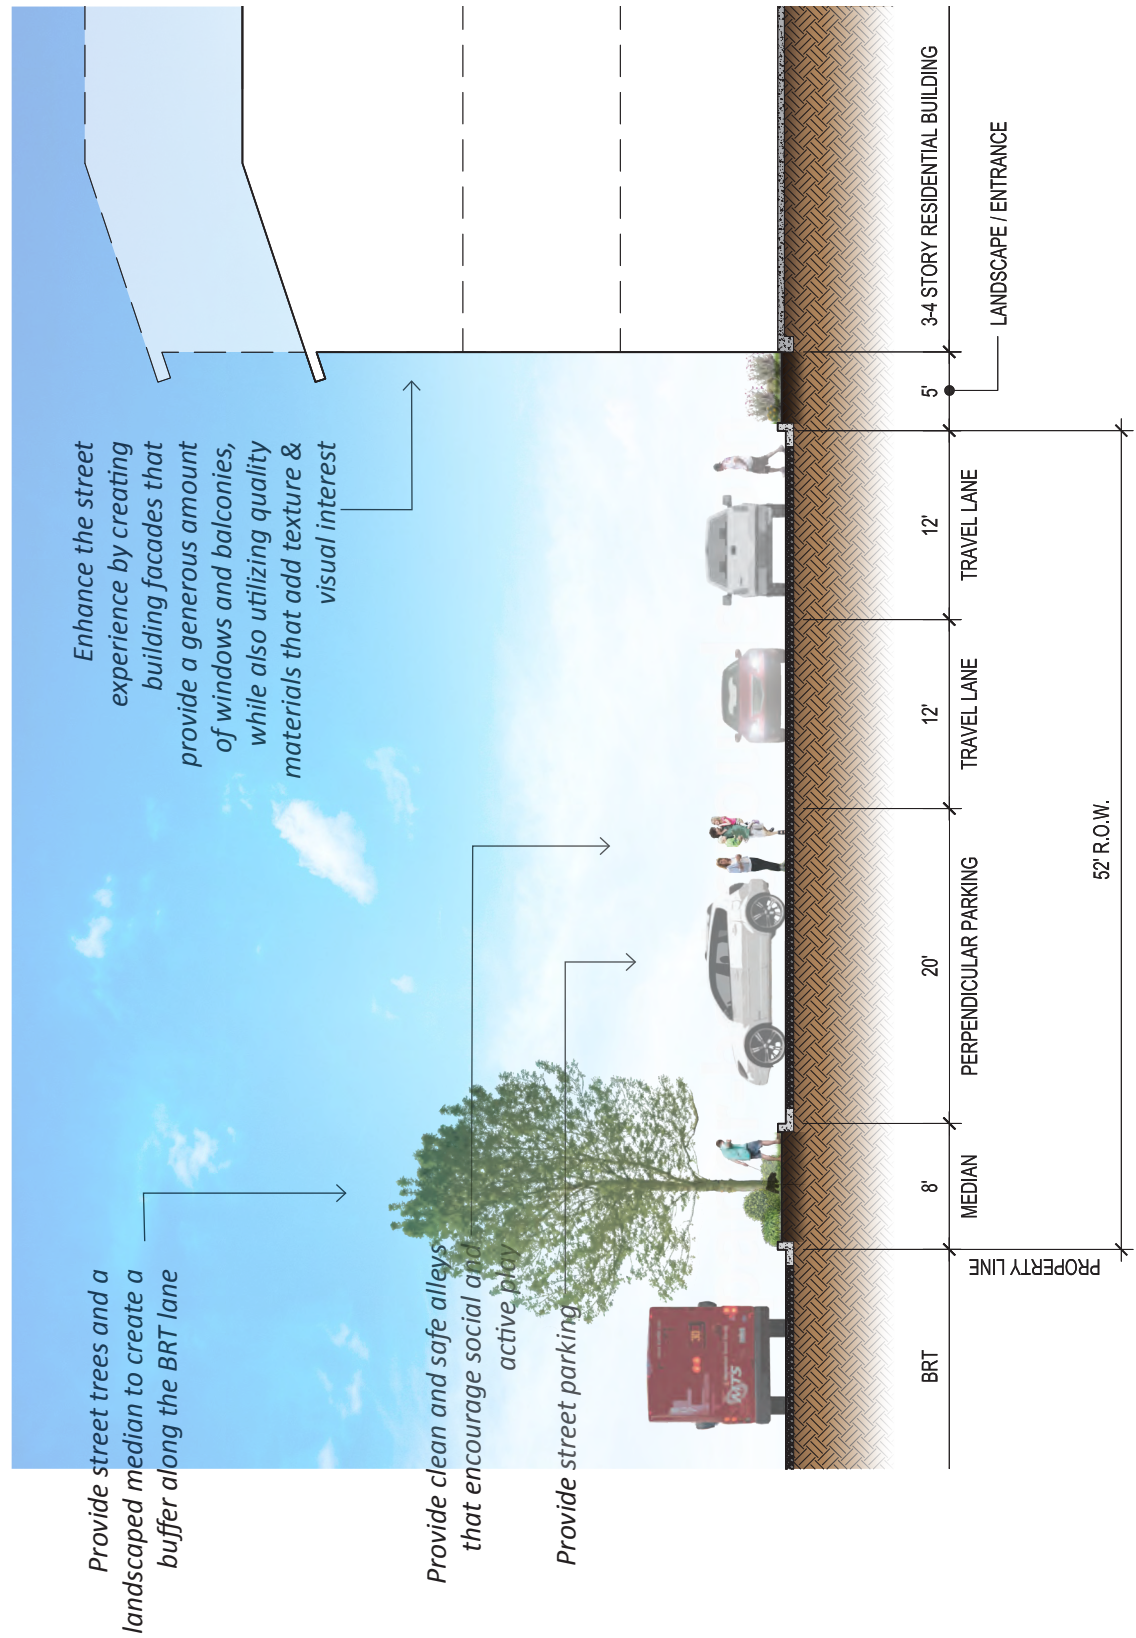 Provide street trees and a
landscaped median to create a
buffer along the BRT lane
Provide clean and safe alleys
that encourage social and
active play
Provide street parking
Enhance the street
experience by creating
building facades that
provide a generous amount
of windows and balconies,
while also utilizing quality
materials that add texture &
visual interest
MTS
BRT
PROPERTY LINE
8'
MEDIAN
20'
PERPENDICULAR PARKING
12'
TRAVEL LANE
12'
TRAVEL LANE
5'
3-4 STORY RESIDENTIAL BUILDING
LANDSCAPE / ENTRANCE
52' R.O.W.